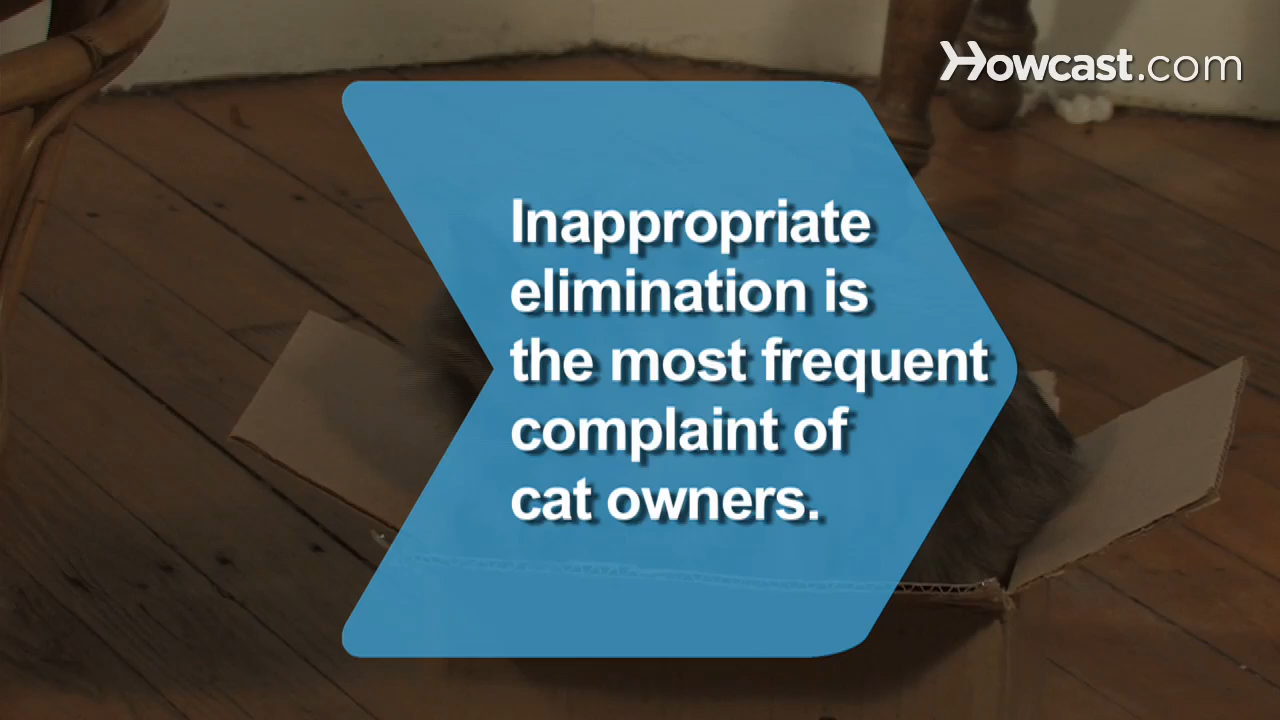 Howcast.com
Inappropriate
elimination is
the most frequent
complaint of
cat owners.